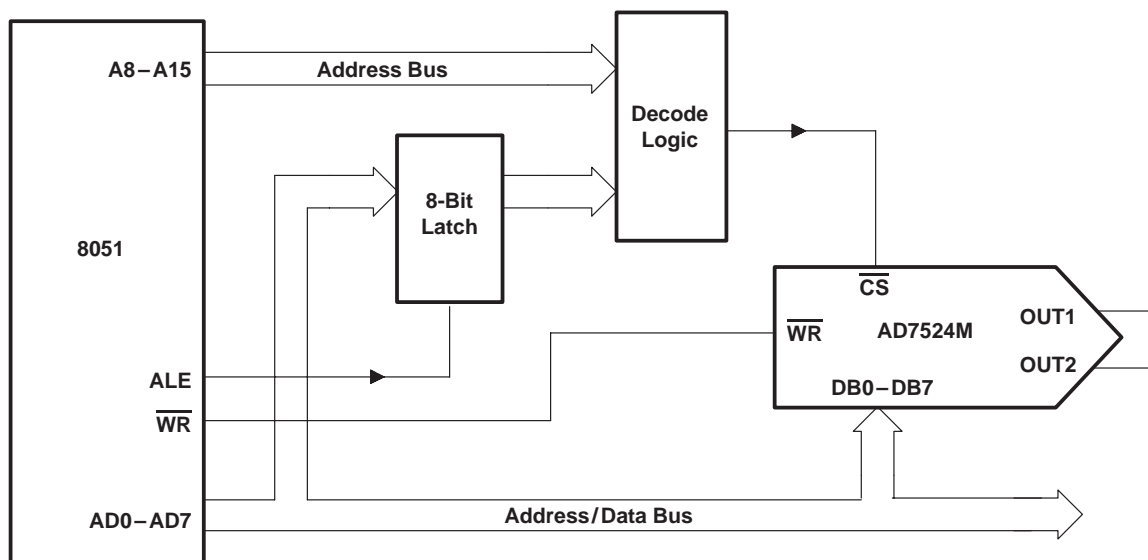 A8–A15
Address Bus
Decode
Logic
8-Bit
Latch
8051
CS
OUT1
WR
AD7524M
OUT2
ALE
DB0–DB7
WR
AD0–AD7
Address/Data Bus